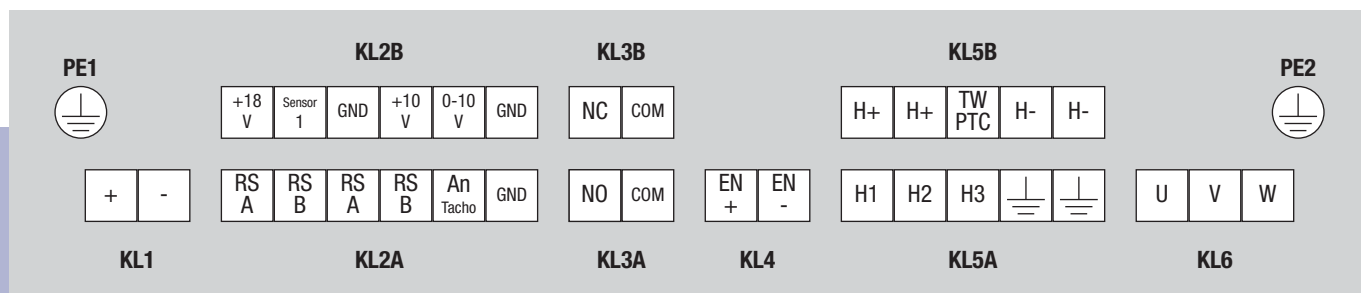 PE1
KL2B
KL3B
KL5B
PE2
+18 V
Sensor 1
GND
+10 V
0-10 V
GND
NC
COM
H+
H+
TW PTC
H-
H-
+
-
RS A
RS B
RS A
RS B
An Tacho
GND
NO
COM
EN +
EN -
H1
H2
H3
U
V
W
KL1
KL2A
KL3A
KL4
KL5A
KL6